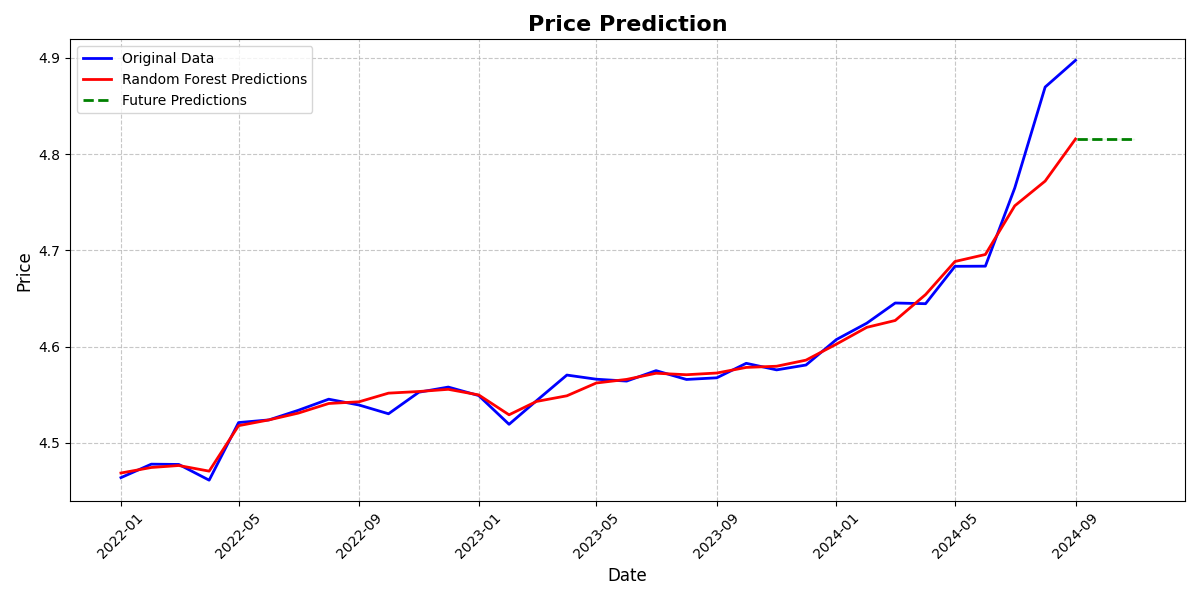 Price Prediction
Original Data
Random Forest Predictions
Future Predictions
Price
4.9
4.8
4.7
4.6
4.5
2022-01
2022-05
2022-09
2023-01
2023-05
2023-09
2024-01
2024-05
2024-09
Date